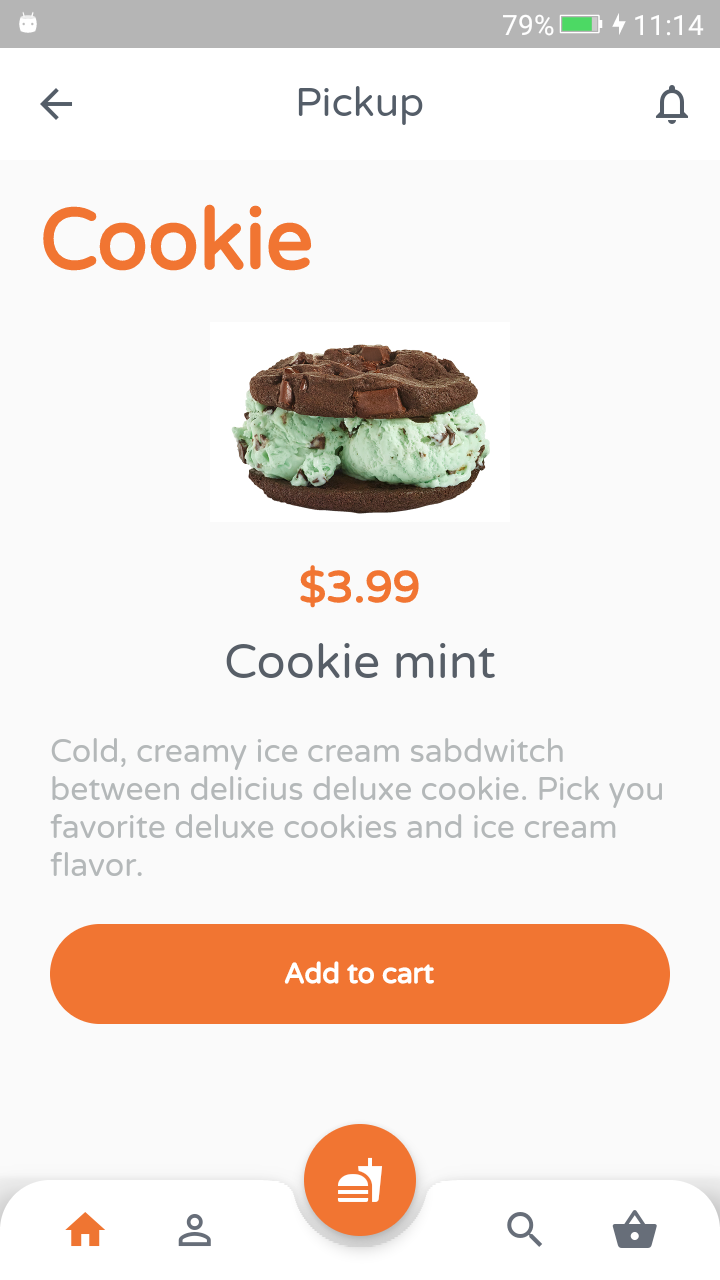 79% 11:14
Pickup
Cookie
$3.99
Cookie mint
Cold, creamy ice cream sabdwitch
between delicius deluxe cookie. Pick you
favorite deluxe cookies and ice cream
flavor.
Add to cart